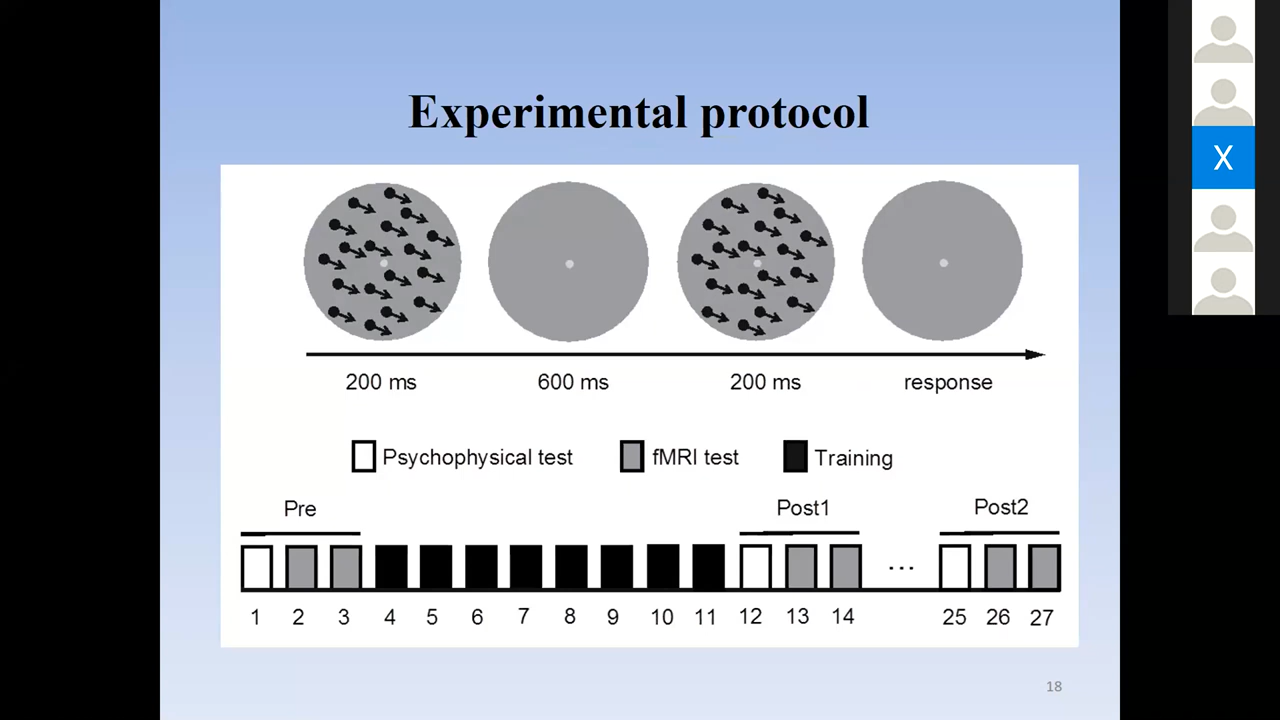 Experimental protocol
X
200 ms 600 ms 200 ms response
Psychophysical test fMRI test Training
Pre Post1 Post2
...
1 2 3 4 5 6 7 8 9 10 11 12 13 14 25 26 27
18